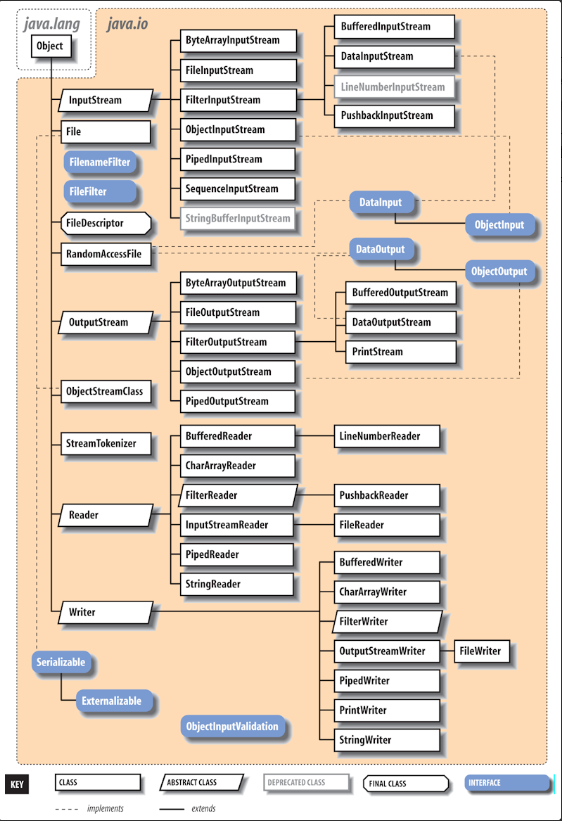 java.lang
java.io
Object
InputStream
File
FilenameFilter
FileFilter
FileDescriptor
RandomAccessFile
OutputStream
ObjectStreamClass
StreamTokenizer
Reader
Writer
Serializable
Externalizable
ByteArrayInputStream
FileInputStream
FilterInputStream
ObjectInputStream
PipedInputStream
SequenceInputStream
StringBufferInputStream
BufferedInputStream
DataInputStream
LineNumberInputStream
PushbackInputStream
DataInput
ObjectInput
DataOutput
ObjectOutput
ByteArrayOutputStream
FileOutputStream
FilterOutputStream
ObjectOutputStream
PipedOutputStream
BufferedOutputStream
DataOutputStream
PrintStream
BufferedReader
CharArrayReader
FilterReader
InputStreamReader
PipedReader
StringReader
LineNumberReader
PushbackReader
FileReader
BufferedWriter
CharArrayWriter
FilterWriter
OutputStreamWriter
PipedWriter
PrintWriter
StringWriter
FileWriter
ObjectInputValidation
KEY
CLASS
ABSTRACT CLASS
DEPRECATED CLASS
FINAL CLASS
INTERFACE
implements
extends